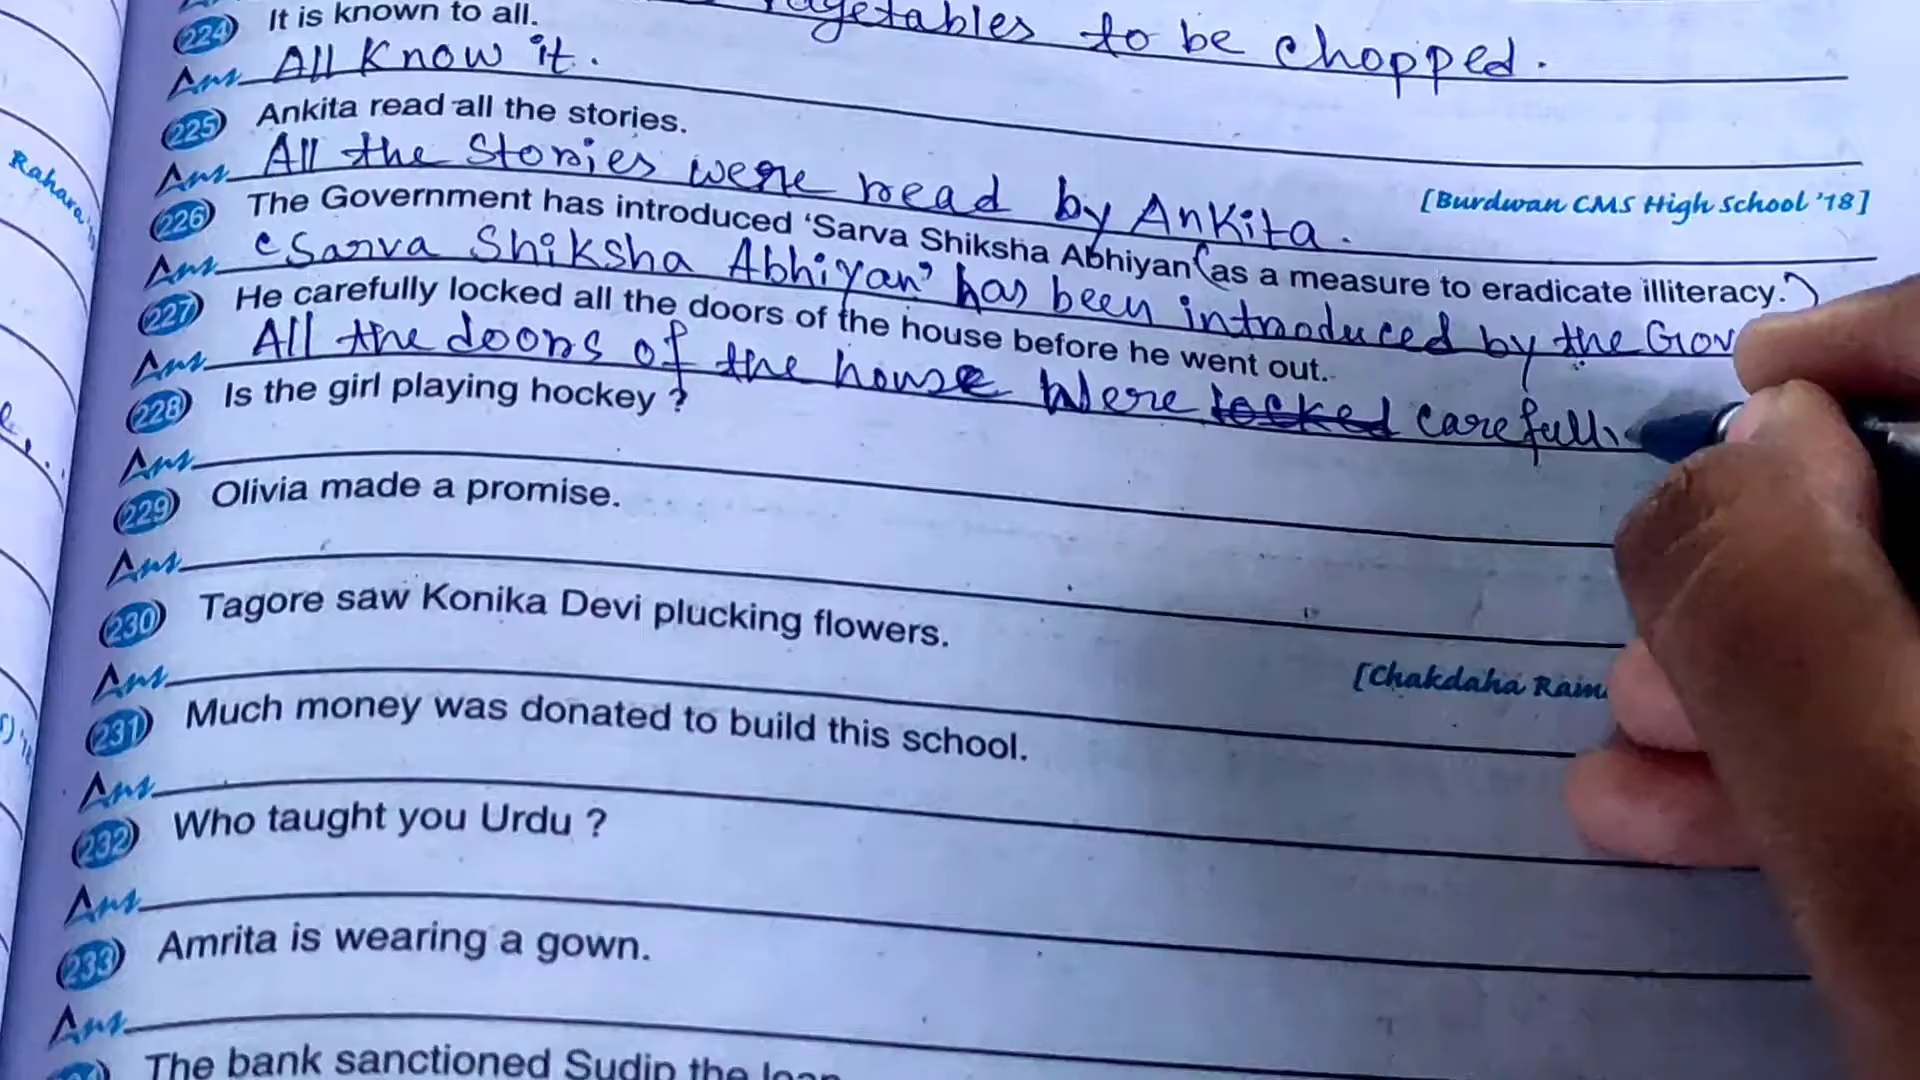 vegetables to be chopped.
224 It is known to all.
Ans All know it.
225 Ankita read all the stories.
Ans All the stories were read by Ankita.
[Burdwan CMS High School '18]
226 The Government has introduced 'Sarva Shiksha Abhiyan (as a measure to eradicate illiteracy.)
Ans 'Sarva Shiksha Abhiyan' has been introduced by the Gov
227 He carefully locked all the doors of the house before he went out.
Ans All the doors of the house were locked carefull
228 Is the girl playing hockey ?
Ans
229 Olivia made a promise.
Ans
230 Tagore saw Konika Devi plucking flowers.
[Chakdaha Ram
Ans
231 Much money was donated to build this school.
Ans
232 Who taught you Urdu ?
Ans
233 Amrita is wearing a gown.
Ans
The bank sanctioned Sudip the loan
Rahara